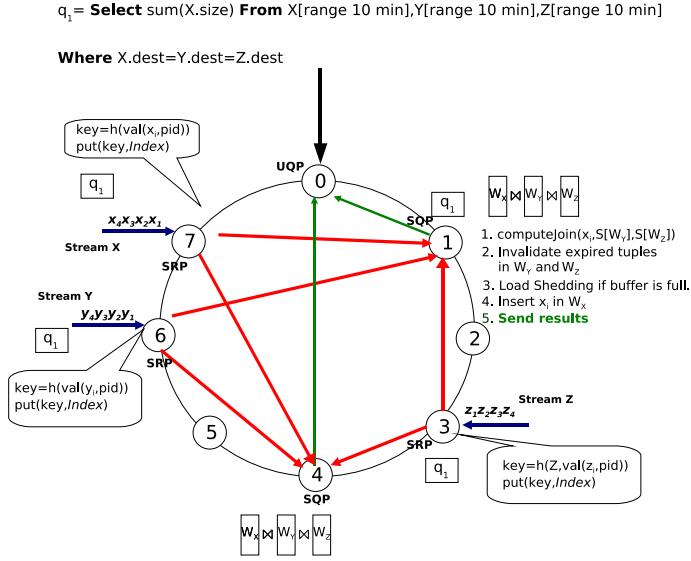 q1= Select sum(X.size) From X[range 10 min],Y[range 10 min],Z[range 10 min]
Where X.dest=Y.dest=Z.dest
key=h(val(xi,pid))
put(key,Index)
UQP
0
q1
q1
WX ⋈ WY ⋈ WZ
x4x3x2x1
Stream X
7
SRP
SQP
1
1. computeJoin(xi,S[WY],S[WZ])
2. Invalidate expired tuples
in WY and WZ
3. Load Shedding if buffer is full.
4. Insert xi in WX
5. Send results
Stream Y
y4y3y2y1
q1
6
SRP
2
key=h(val(yi,pid))
put(key,Index)
5
Stream Z
z1z2z3z4
3
SRP
q1
key=h(Z,val(zi,pid))
put(key,Index)
4
SQP
WX ⋈ WY ⋈ WZ